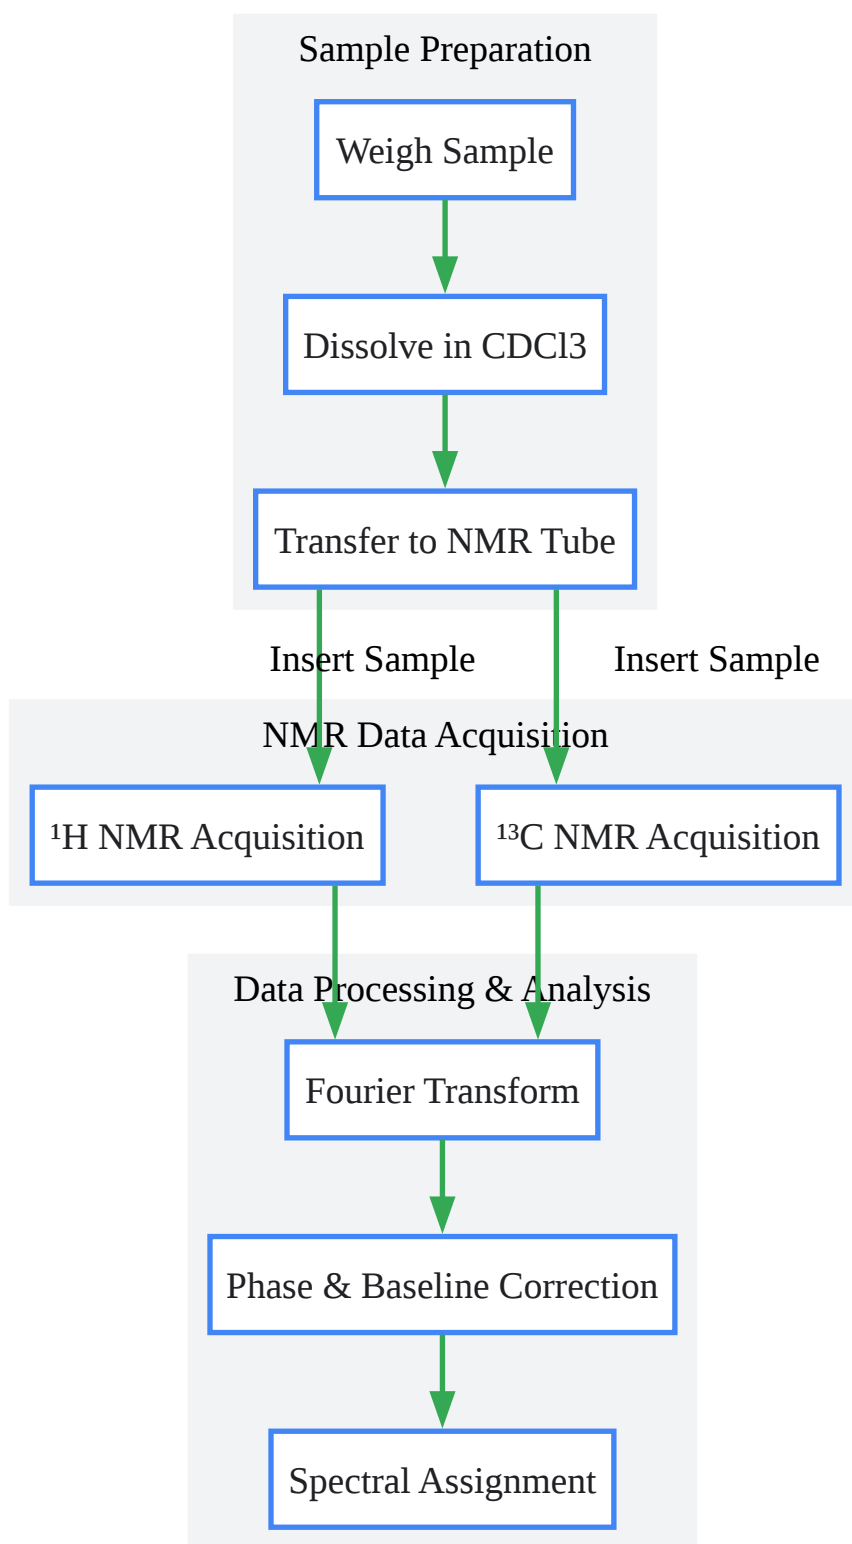 Sample Preparation
Weigh Sample
Dissolve in CDCl3
Transfer to NMR Tube
Insert Sample
Insert Sample
NMR Data Acquisition
¹H NMR Acquisition
¹³C NMR Acquisition
Data Processing & Analysis
Fourier Transform
Phase & Baseline Correction
Spectral Assignment